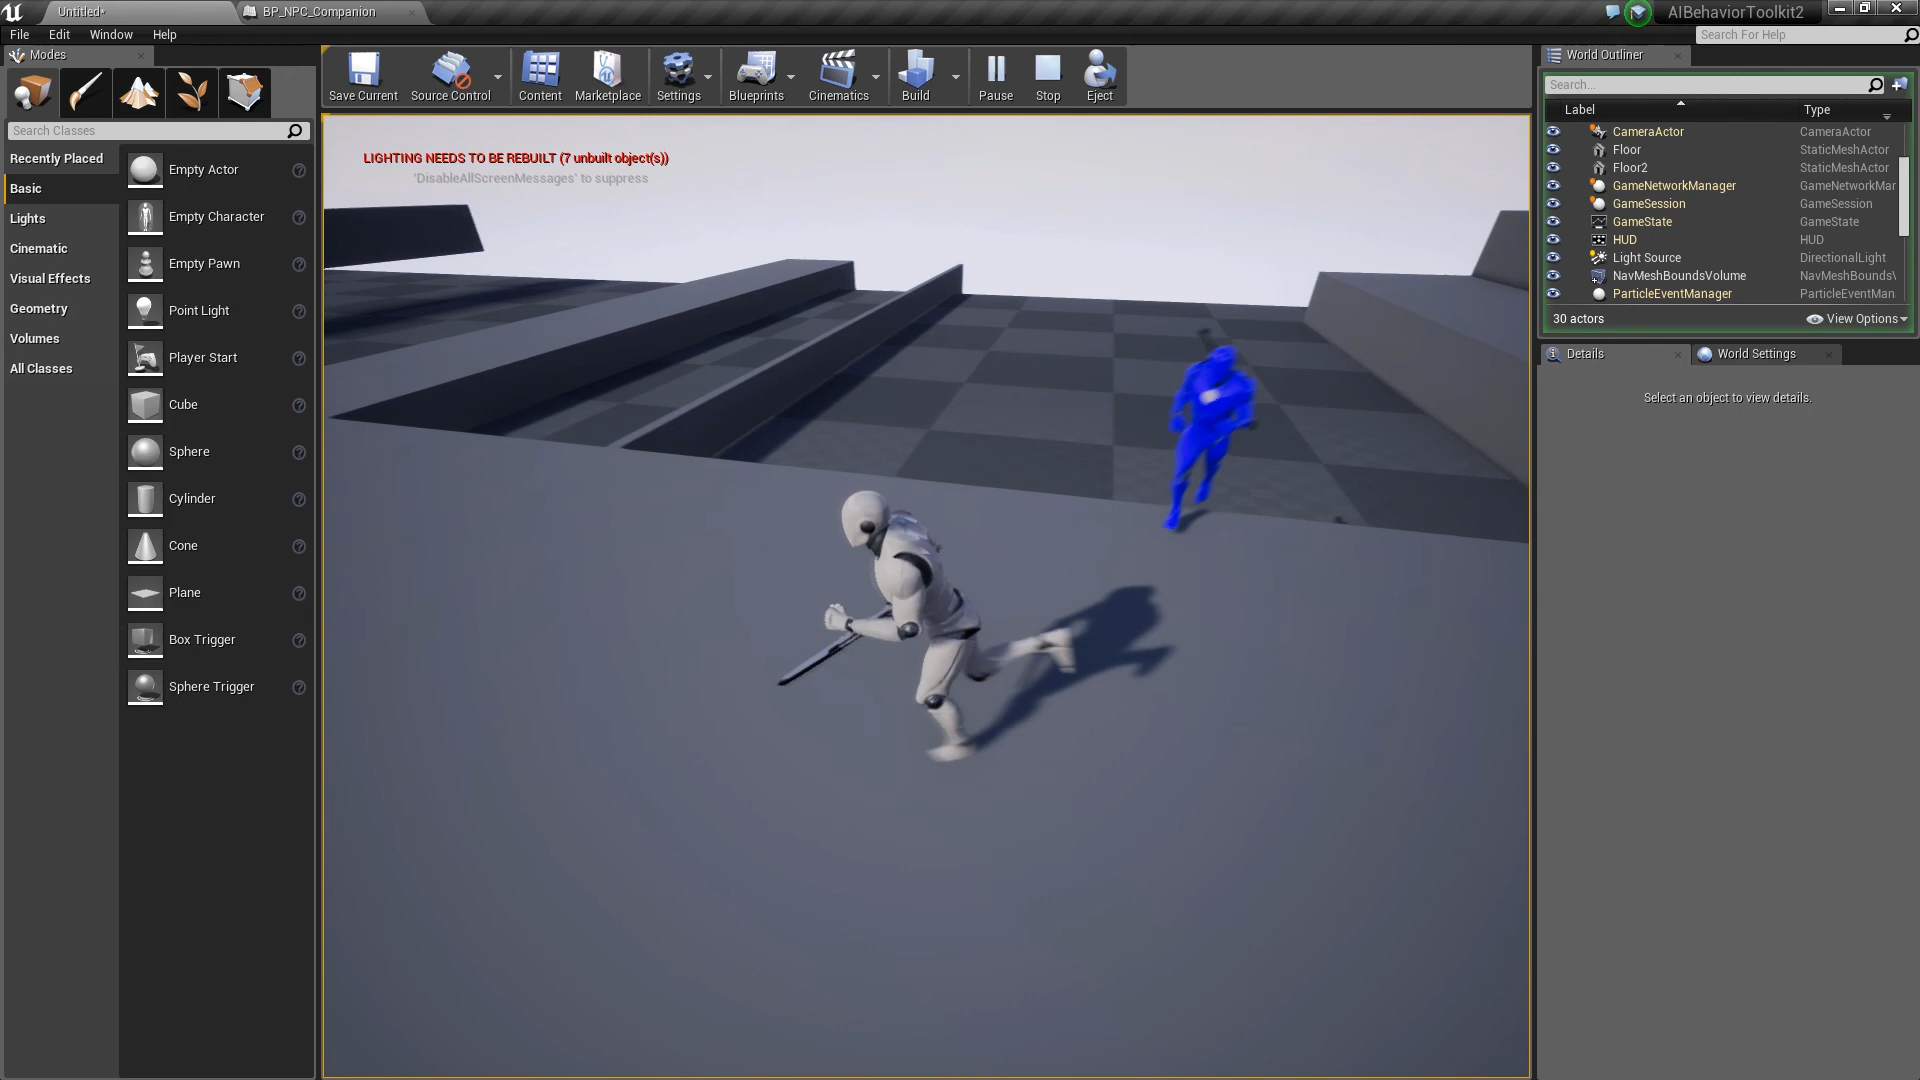 Untitled*
BP_NPC_Companion
AIBehaviorToolkit2
File
Edit
Window
Help
Search For Help
Modes
Search Classes
Recently Placed
Basic
Lights
Cinematic
Visual Effects
Geometry
Volumes
All Classes
Empty Actor
Empty Character
Empty Pawn
Point Light
Player Start
Cube
Sphere
Cylinder
Cone
Plane
Box Trigger
Sphere Trigger
Save Current
Source Control
Content
Marketplace
Settings
Blueprints
Cinematics
Build
Pause
Stop
Eject
LIGHTING NEEDS TO BE REBUILT (7 unbuilt object(s))
'DisableAllScreenMessages' to suppress
World Outliner
Search...
Label Type
CameraActor CameraActor
Floor StaticMeshActor
Floor2 StaticMeshActor
GameNetworkManager GameNetworkMar
GameSession GameSession
GameState GameState
HUD HUD
Light Source DirectionalLight
NavMeshBoundsVolume NavMeshBoundsV
ParticleEventManager ParticleEventMan
30 actors
View Options
Details
World Settings
Select an object to view details.